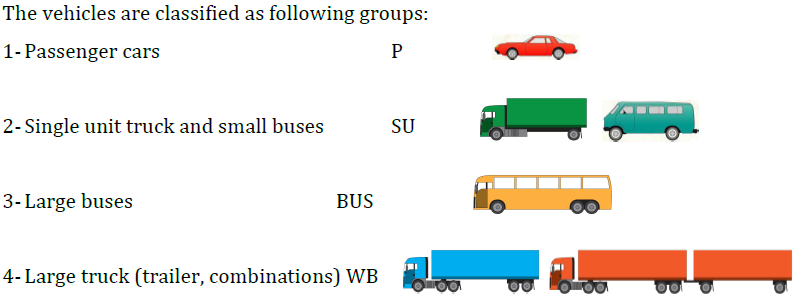 The vehicles are classified as following groups:
1- Passenger cars P
2- Single unit truck and small buses SU
3- Large buses BUS
4- Large truck (trailer, combinations) WB